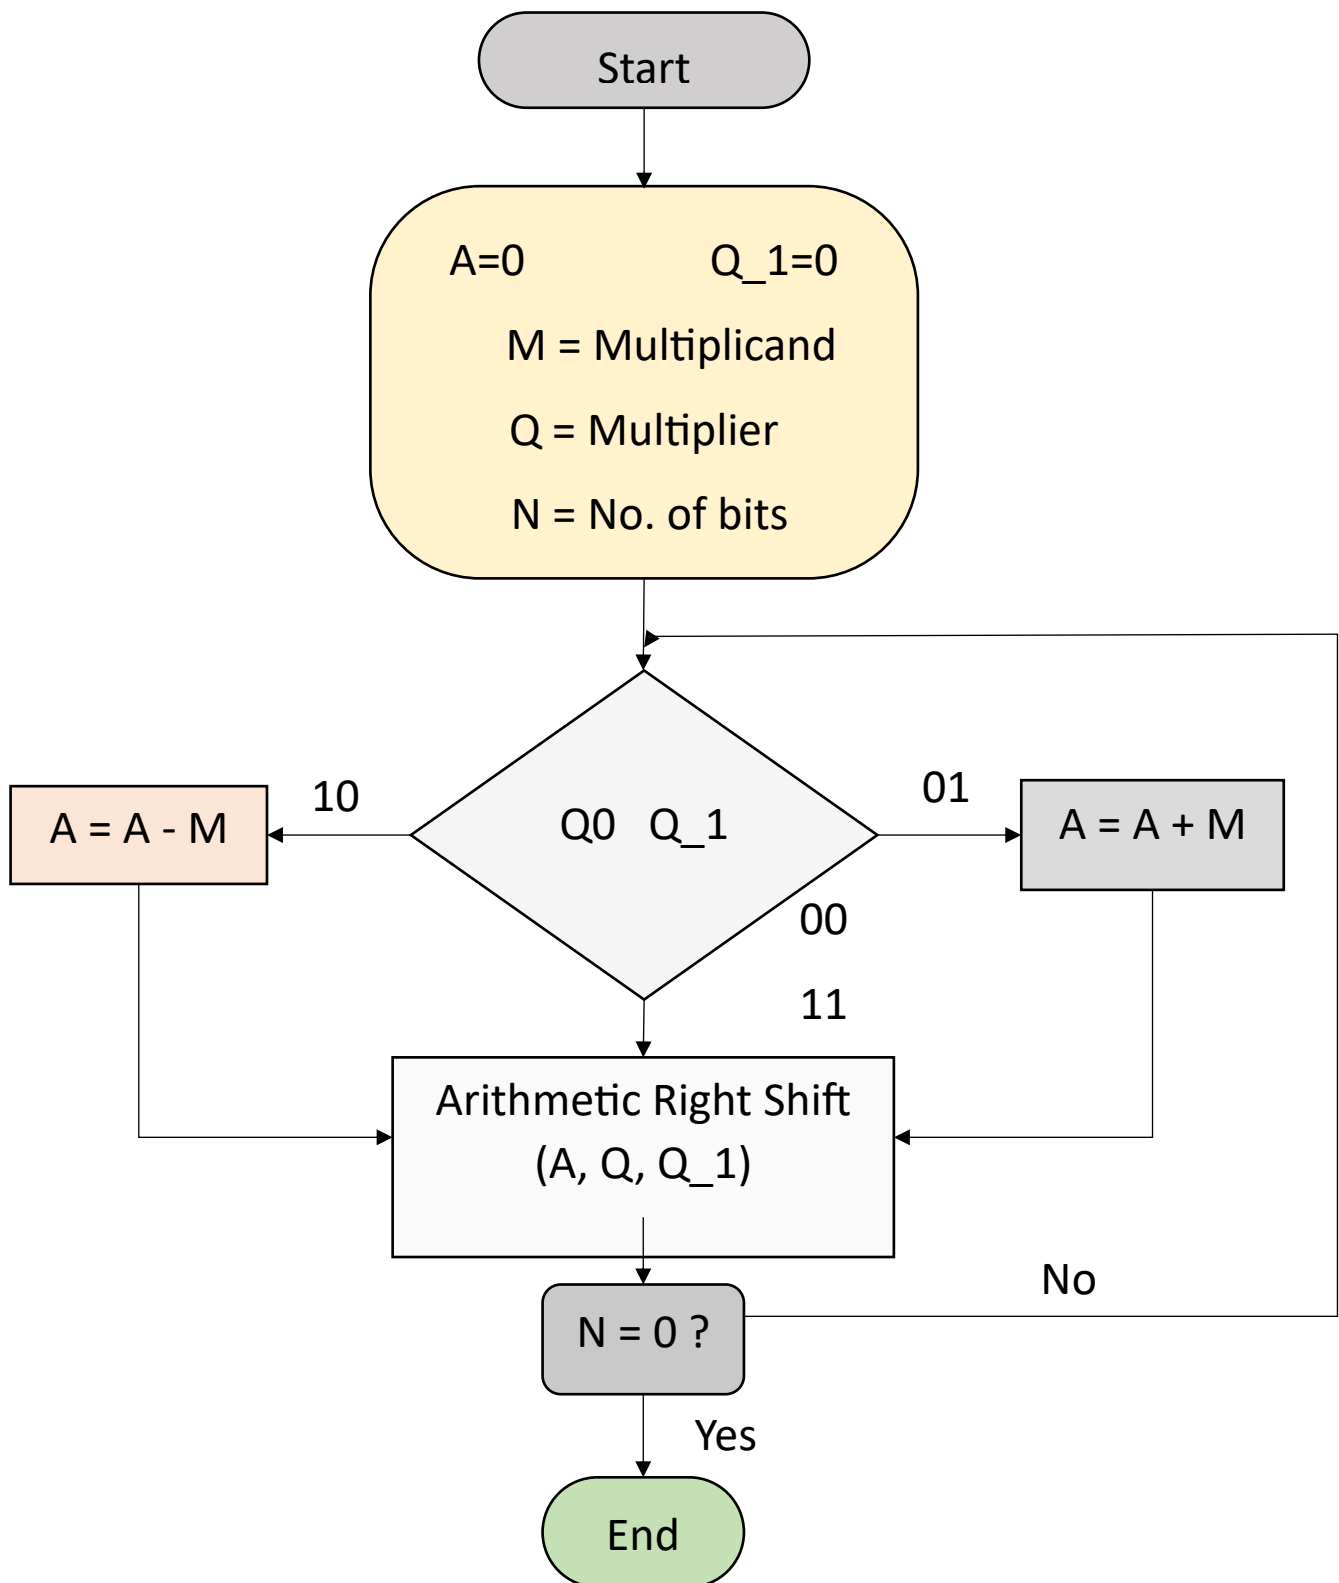 Start
A=0 Q_1=0
M = Multiplicand
Q = Multiplier
N = No. of bits
10
01
A = A - M
Q0 Q_1
A = A + M
00
11
Arithmetic Right Shift
(A, Q, Q_1)
No
N = 0 ?
Yes
End